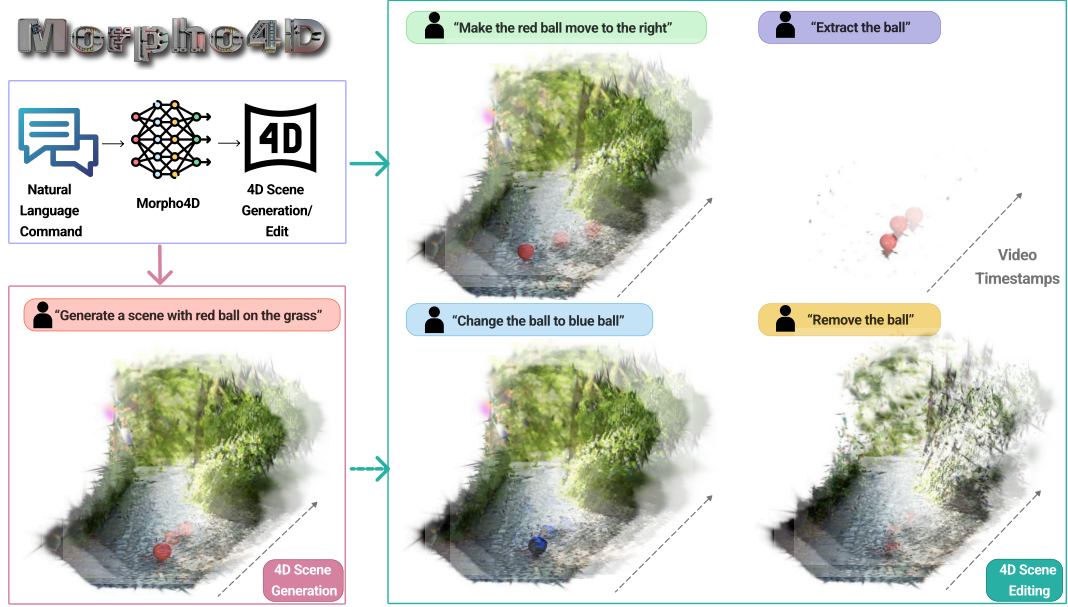 Morpho4D
Natural
Language
Command
Morpho4D
4D
4D Scene
Generation/
Edit
"Generate a scene with red ball on the grass"
4D Scene
Generation
"Make the red ball move to the right"
"Extract the ball"
Video
Timestamps
"Change the ball to blue ball"
"Remove the ball"
4D Scene
Editing